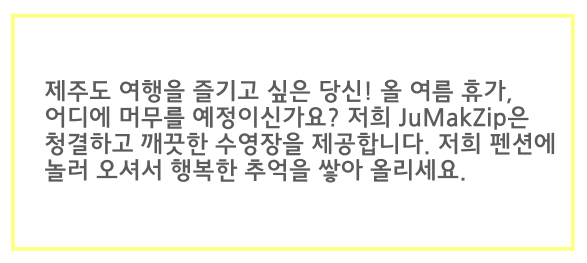 제주도 여행을 즐기고 싶은 당신! 올 여름 휴가,
어디에 머무를 예정이신가요? 저희 JuMakZip은
청결하고 깨끗한 수영장을 제공합니다. 저희 펜션에
놀러 오셔서 행복한 추억을 쌓아 올리세요.